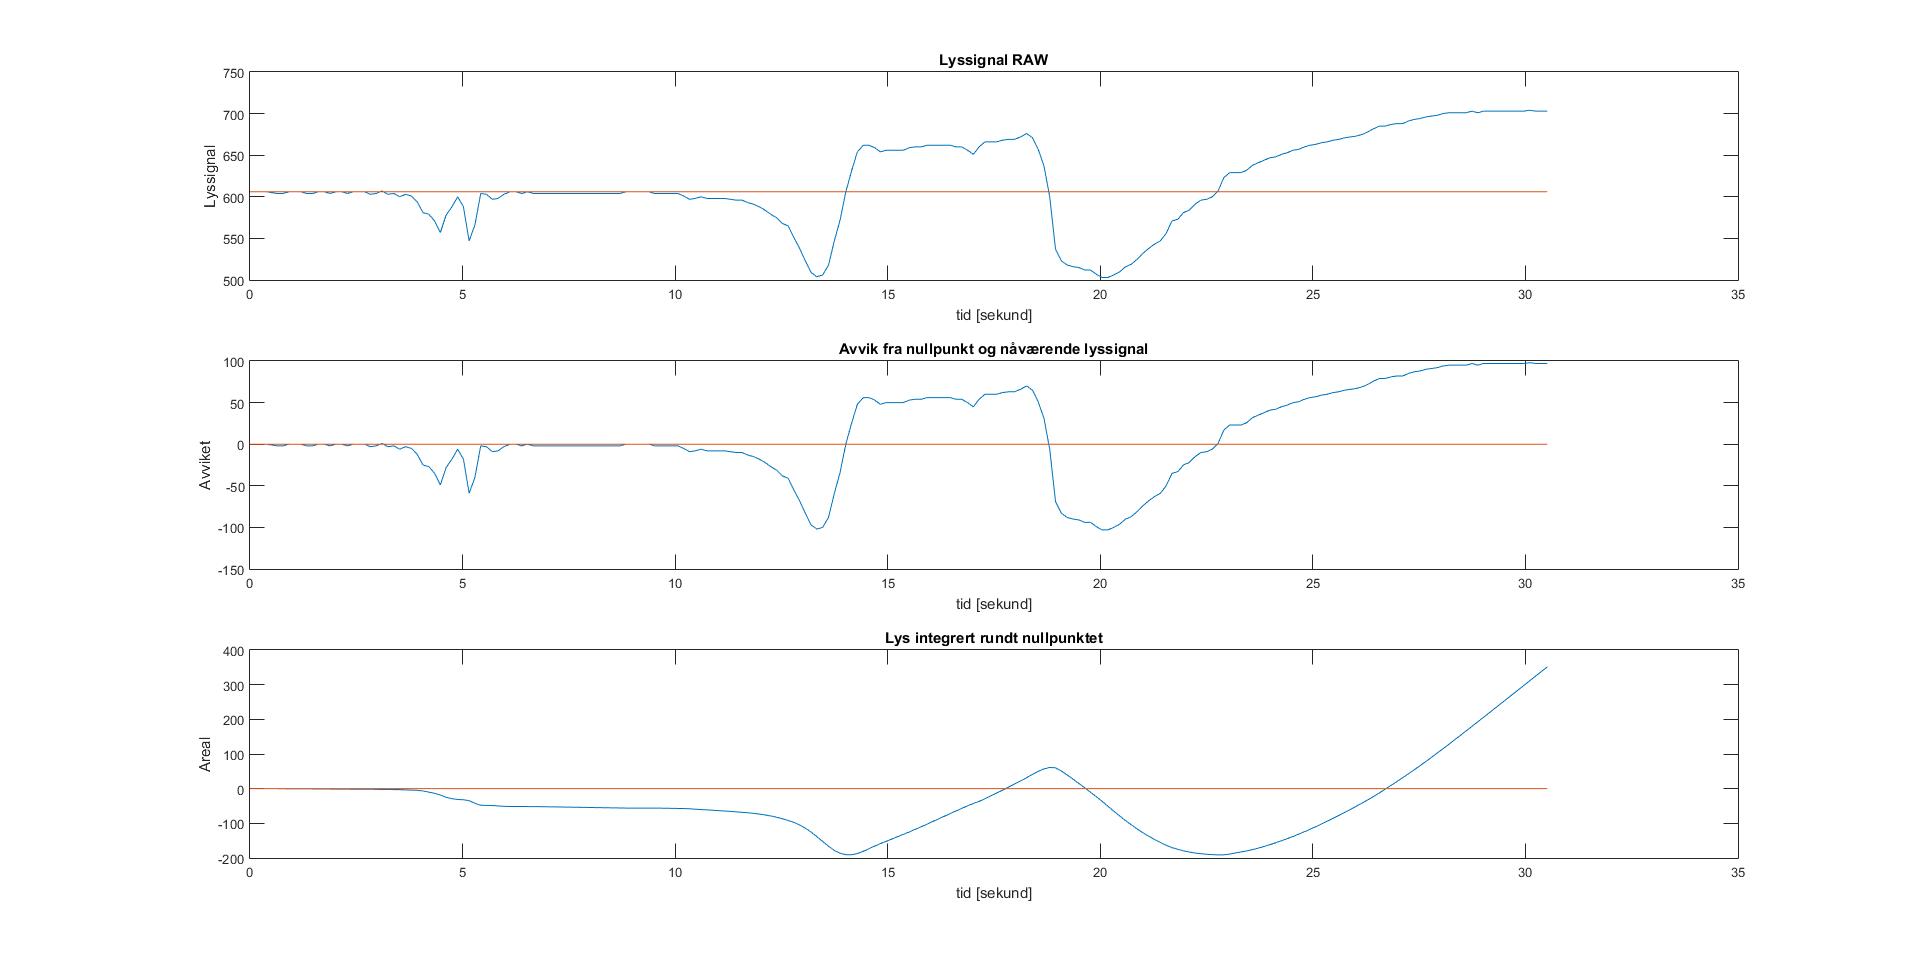 Lyssignal RAW
750
700
650
600
550
500
Lyssignal
0 5 10 15 20 25 30 35
tid [sekund]
Avvik fra nullpunkt og nåværende lyssignal
100
50
0
-50
-100
-150
Avviket
0 5 10 15 20 25 30 35
tid [sekund]
Lys integrert rundt nullpunktet
400
300
200
100
0
-100
-200
Areal
0 5 10 15 20 25 30 35
tid [sekund]